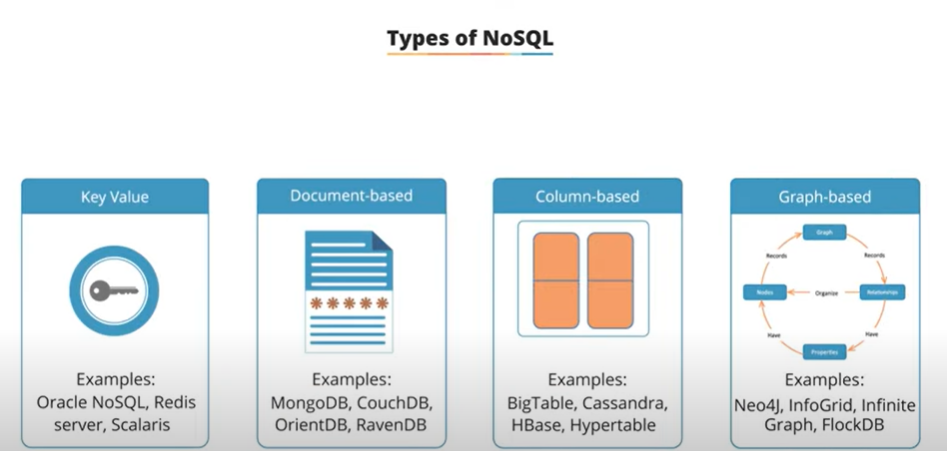 Types of NoSQL
Key Value
Examples:
Oracle NoSQL, Redis
server, Scalaris
Document-based
Examples:
MongoDB, CouchDB,
OrientDB, RavenDB
Column-based
Examples:
BigTable, Cassandra,
HBase, Hypertable
Graph-based
Graph
Records
Records
Nodes
Organize
Relationships
Have
Have
Properties
Examples:
Neo4J, InfoGrid, Infinite
Graph, FlockDB